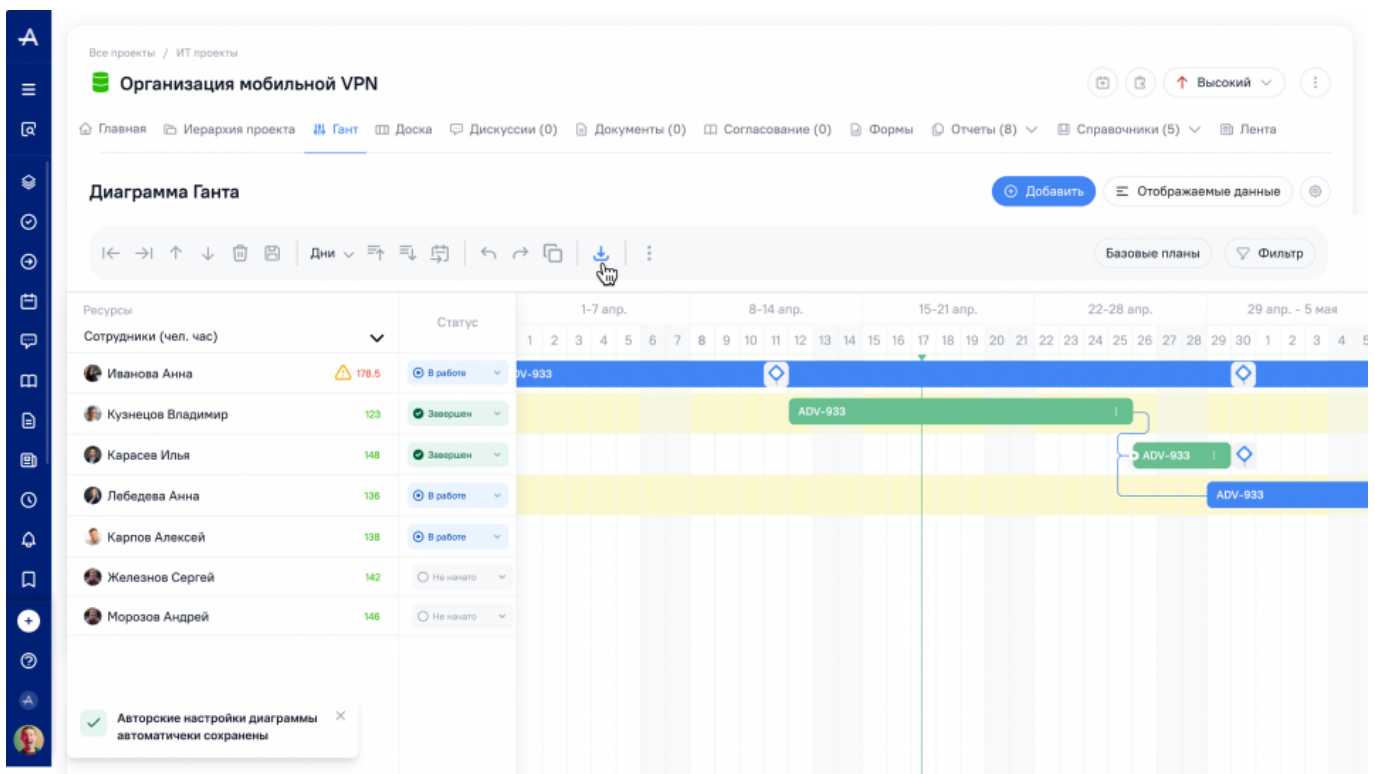 Все проекты / ИТ проекты
Организация мобильной VPN
Высокий
Главная Иерархия проекта Гант Доска Дискуссии (0) Документы (0) Согласование (0) Формы Отчеты (8) Справочники (5) Лента
Диаграмма Ганта
Добавить
Отображаемые данные
Дни
Базовые планы
Фильтр
Ресурсы
Сотрудники (чел. час)
Статус
1-7 апр. 8-14 апр. 15-21 апр. 22-28 апр. 29 апр. - 5 мая
1 2 3 4 5 6 7 8 9 10 11 12 13 14 15 16 17 18 19 20 21 22 23 24 25 26 27 28 29 30 1 2 3 4 5
Иванова Анна 178.5 В работе DV-933
Кузнецов Владимир 123 Завершен ADV-933
Карасев Илья 148 Завершен ADV-933
Лебедева Анна 136 В работе ADV-933
Карпов Алексей 138 В работе
Железнов Сергей 142 Не начато
Морозов Андрей 146 Не начато
Авторские настройки диаграммы
автоматичеки сохранены